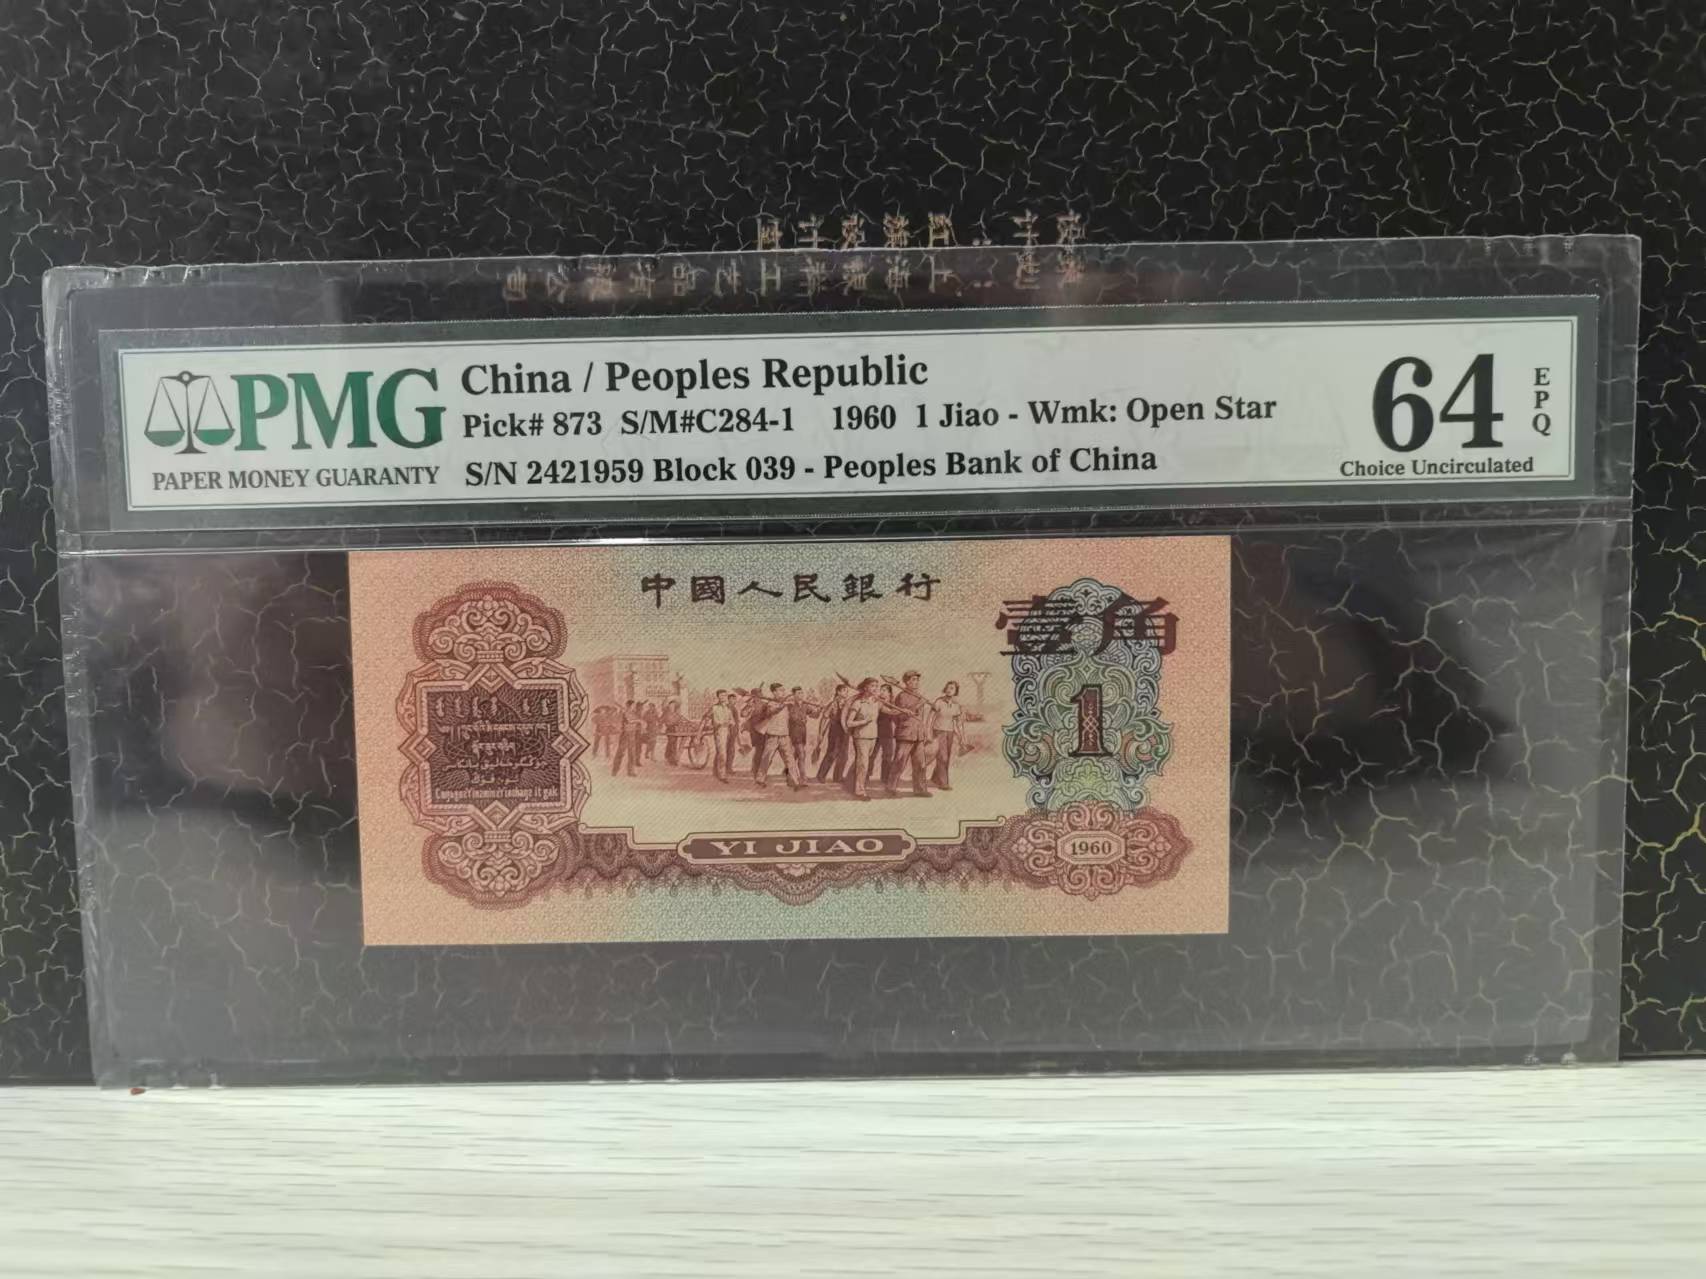 PMG
PAPER MONEY GUARANTY
China / Peoples Republic
Pick# 873 S/M#C284-1 1960 1 Jiao - Wmk: Open Star
S/N 2421959 Block 039 - Peoples Bank of China
64
EPQ
Choice Uncirculated
中國人民銀行
壹角
1
YI JIAO
1960